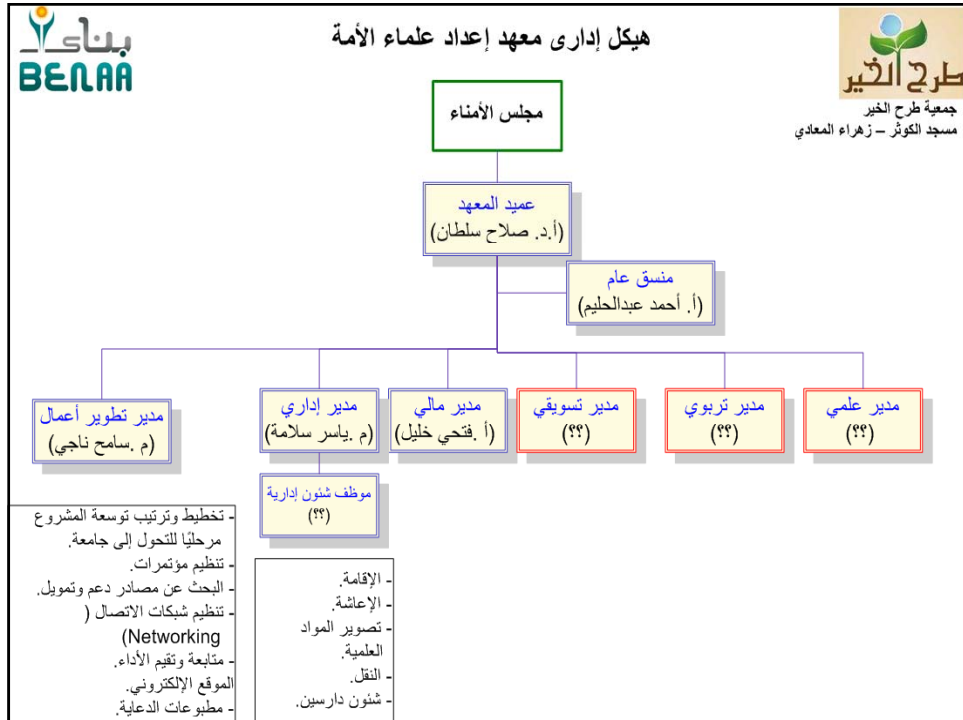 هيكل إدارى معهد إعداد علماء الأمة
بناء
BENAA
طرح الخير
جمعية طرح الخير
مسجد الكوثر – زهراء المعادي
مجلس الأمناء
عميد المعهد
(أ.د. صلاح سلطان)
منسق عام
(أ. أحمد عبدالحليم)
مدير علمي
(؟؟)
مدير تربوي
(؟؟)
مدير تسويقي
(؟؟)
مدير مالي
(أ .فتحي خليل)
مدير إداري
(م .ياسر سلامة)
مدير تطوير أعمال
(م .سامح ناجي)
موظف شئون إدارية
(؟؟)
- الإقامة.
- الإعاشة.
- تصوير المواد
العلمية.
- النقل.
- شئون دارسين.
- تخطيط وترتيب توسعة المشروع
مرحليًا للتحول إلى جامعة.
- تنظيم مؤتمرات.
- البحث عن مصادر دعم وتمويل.
- تنظيم شبكات الاتصال (
Networking)
- متابعة وتقيم الأداء.
الموقع الإلكتروني.
- مطبوعات الدعاية.